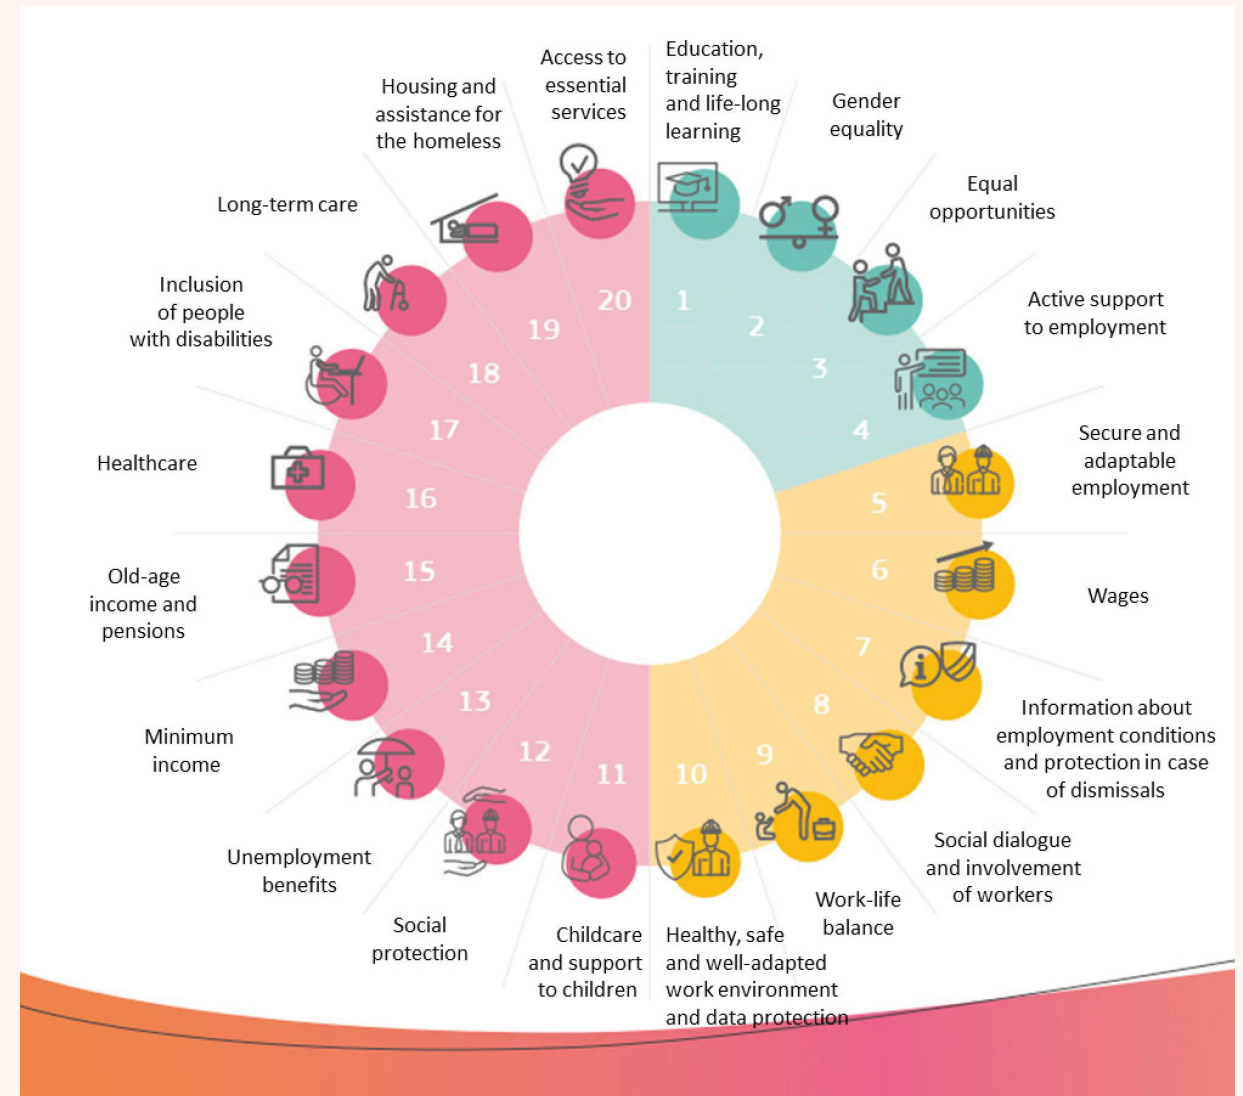 Education,
training
and life-long
learning
Gender
equality
Equal
opportunities
Active support
to employment
Secure and
adaptable
employment
Wages
Information about
employment conditions
and protection in case
of dismissals
Social dialogue
and involvement
of workers
Work-life
balance
Healthy, safe
and well-adapted
work environment
and data protection
Childcare
and support
to children
Social
protection
Unemployment
benefits
Minimum
income
Old-age
income and
pensions
Healthcare
Inclusion
of people
with disabilities
Long-term care
Housing and
assistance for
the homeless
Access to
essential
services
1
2
3
4
5
6
7
8
9
10
11
12
13
14
15
16
17
18
19
20
i